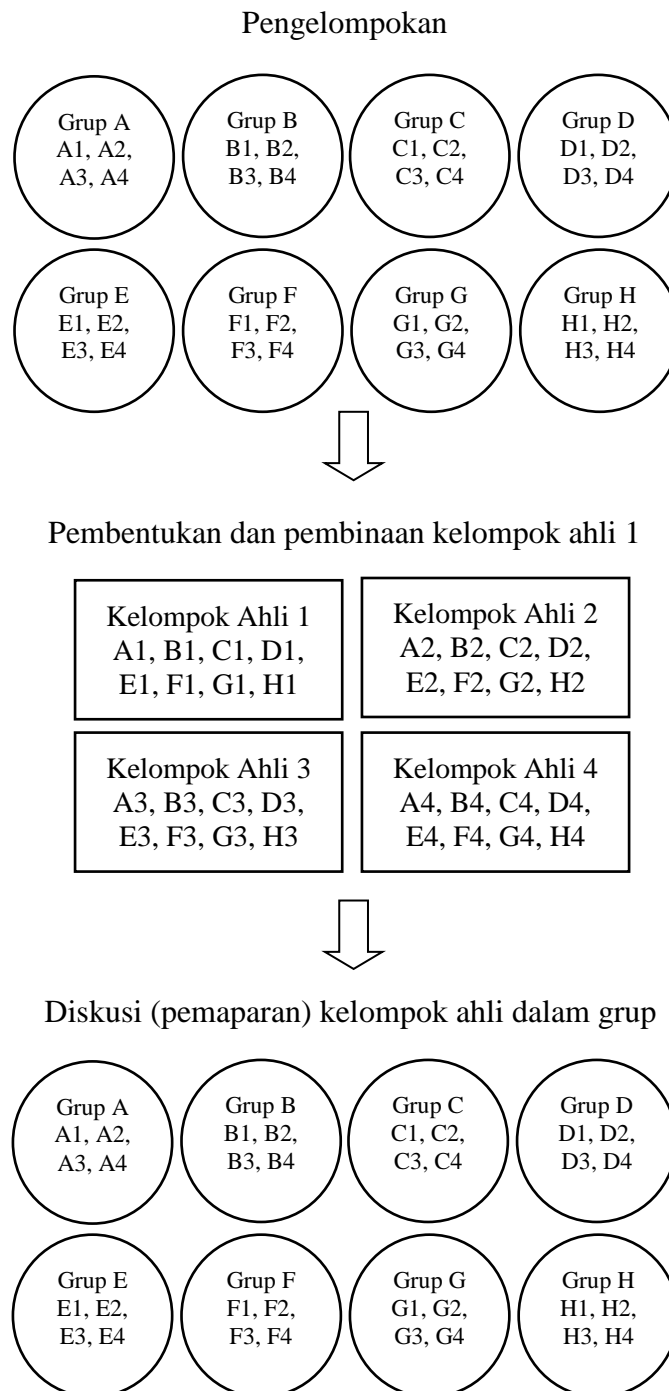 Pengelompokan
Grup A
A1, A2,
A3, A4
Grup B
B1, B2,
B3, B4
Grup C
C1, C2,
C3, C4
Grup D
D1, D2,
D3, D4
Grup E
E1, E2,
E3, E4
Grup F
F1, F2,
F3, F4
Grup G
G1, G2,
G3, G4
Grup H
H1, H2,
H3, H4
Pembentukan dan pembinaan kelompok ahli 1
Kelompok Ahli 1
A1, B1, C1, D1,
E1, F1, G1, H1
Kelompok Ahli 2
A2, B2, C2, D2,
E2, F2, G2, H2
Kelompok Ahli 3
A3, B3, C3, D3,
E3, F3, G3, H3
Kelompok Ahli 4
A4, B4, C4, D4,
E4, F4, G4, H4
Diskusi (pemaparan) kelompok ahli dalam grup
Grup A
A1, A2,
A3, A4
Grup B
B1, B2,
B3, B4
Grup C
C1, C2,
C3, C4
Grup D
D1, D2,
D3, D4
Grup E
E1, E2,
E3, E4
Grup F
F1, F2,
F3, F4
Grup G
G1, G2,
G3, G4
Grup H
H1, H2,
H3, H4